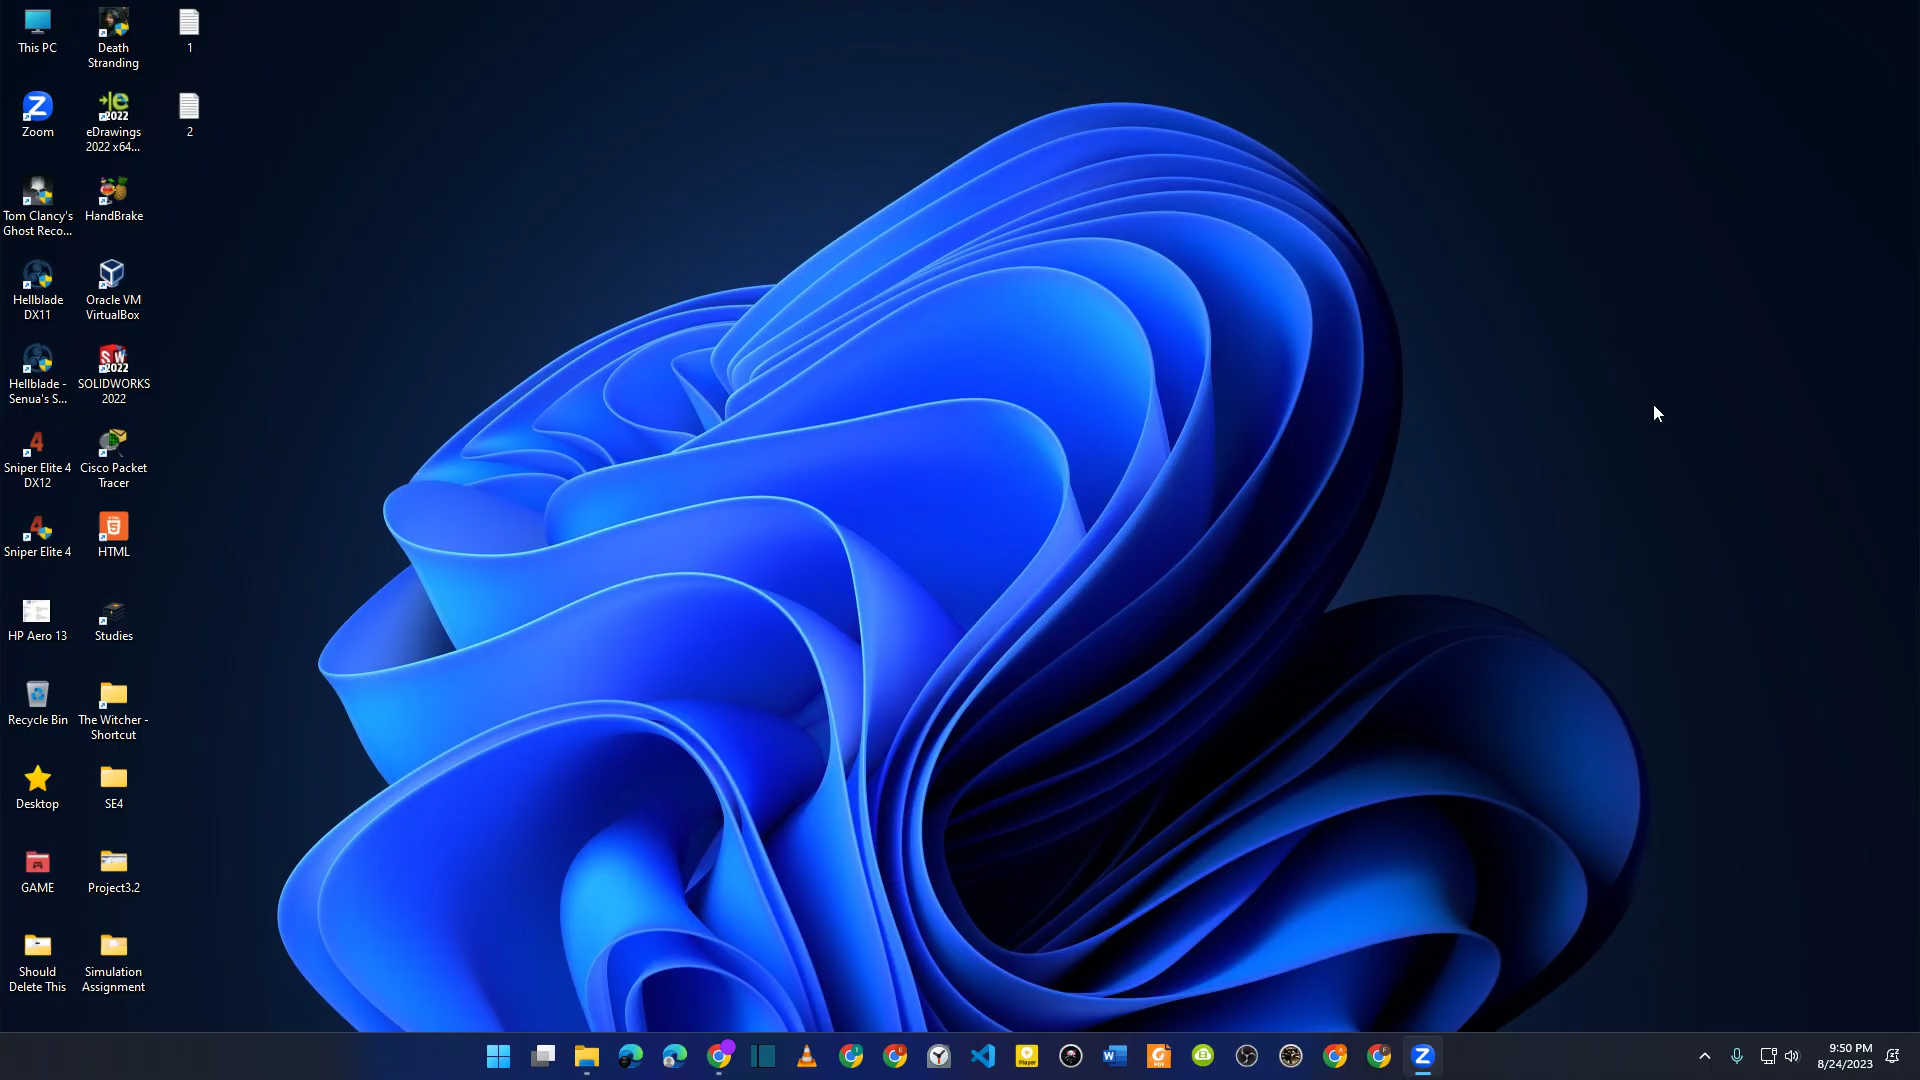 This PC
Death
Stranding
1
Zoom
eDrawings
2022 x64...
2
Tom Clancy's
Ghost Reco...
HandBrake
Hellblade
DX11
Oracle VM
VirtualBox
Hellblade -
Senua's S...
SOLIDWORKS
2022
Sniper Elite 4
DX12
Cisco Packet
Tracer
Sniper Elite 4
HTML
HP Aero 13
Studies
Recycle Bin
The Witcher -
Shortcut
Desktop
SE4
GAME
Project3.2
Should
Delete This
Simulation
Assignment
9:50 PM
8/24/2023